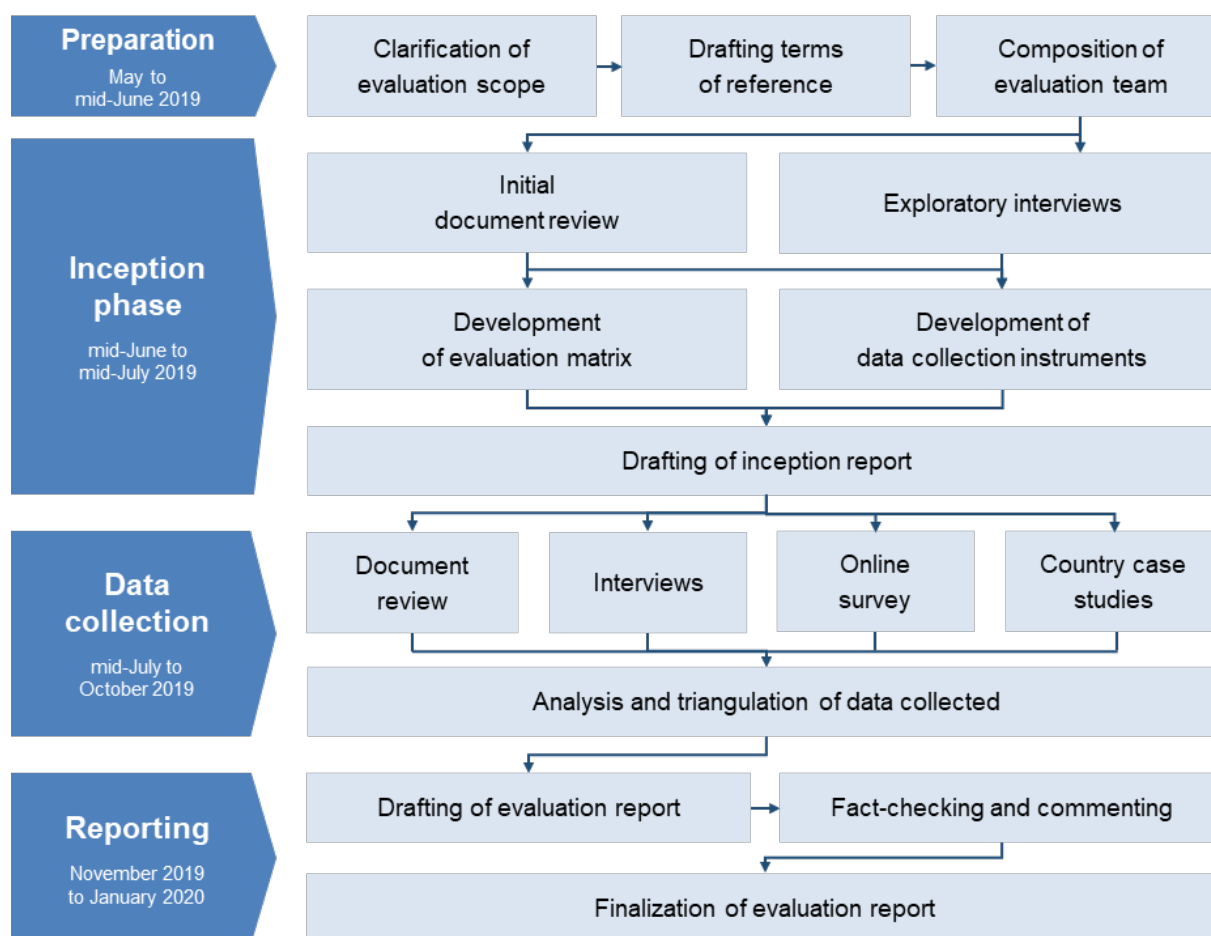 Preparation
May to
mid-June 2019
Clarification of
evaluation scope
Drafting terms
of reference
Composition of
evaluation team
Inception
phase
mid-June to
mid-July 2019
Initial
document review
Exploratory interviews
Development
of evaluation matrix
Development of
data collection instruments
Drafting of inception report
Data
collection
mid-July to
October 2019
Document
review
Interviews
Online
survey
Country case
studies
Analysis and triangulation of data collected
Reporting
November 2019
to January 2020
Drafting of evaluation report
Fact-checking and commenting
Finalization of evaluation report